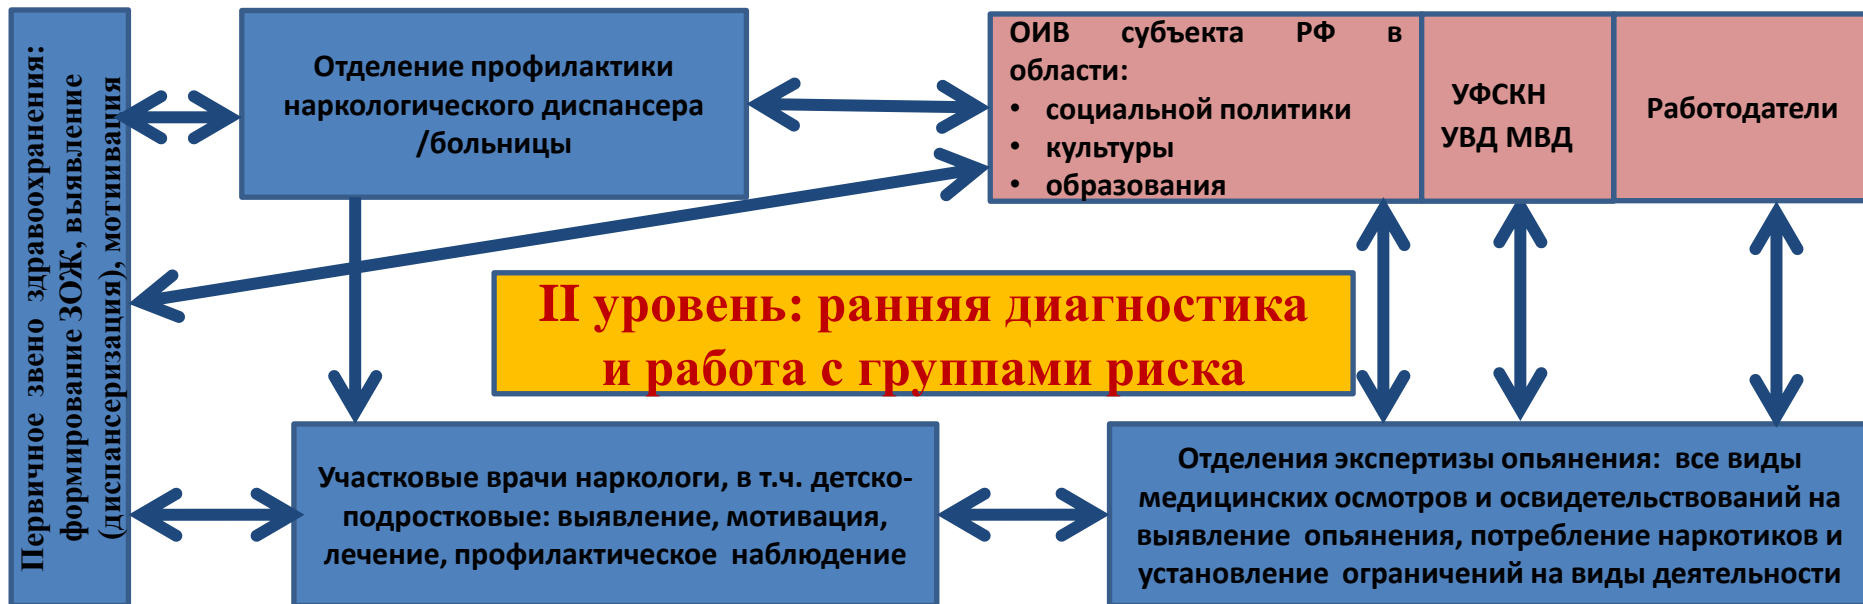 Первичное звено здравоохранения:
формирование ЗОЖ, выявление
(диспансеризация), мотиивация
Отделение профилактики
наркологического диспансера
/больницы
ОИВ субъекта РФ в
области:
• социальной политики
• культуры
• образования
УФСКН
УВД МВД
Работодатели
II уровень: ранняя диагностика
и работа с группами риска
Участковые врачи наркологи, в т.ч. детско-
подростковые: выявление, мотивация,
лечение, профилактическое наблюдение
Отделения экспертизы опьянения: все виды
медицинских осмотров и освидетельствований на
выявление опьянения, потребление наркотиков и
установление ограничений на виды деятельности